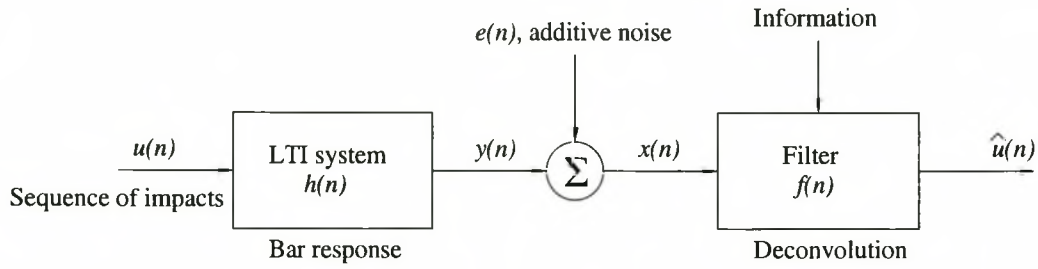 Information
e(n), additive noise
u(n)
LTI system
h(n)
y(n)
Σ
x(n)
Filter
f(n)
û(n)
Sequence of impacts
Bar response
Deconvolution